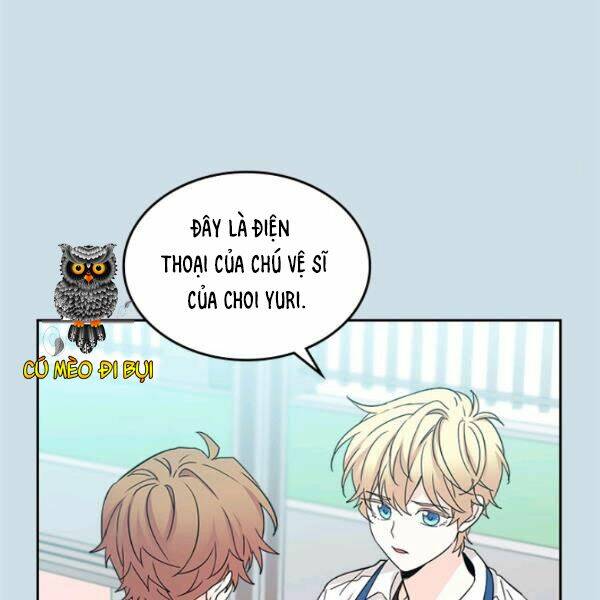 ĐÂY LÀ ĐIỆN
THOẠI CỦA CHÚ VỆ SĨ
CỦA CHOI YURI.
CÚ MÈO ĐI BỤI